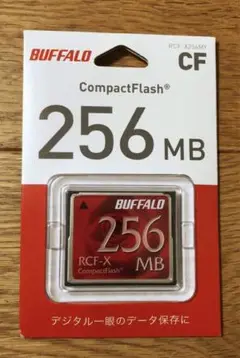 BUFFALO
RCF-X256MY
CF
CompactFlash®
256 MB
BUFFALO
256
RCF-X
CompactFlash
MB
デジタル一眼のデータ保存に